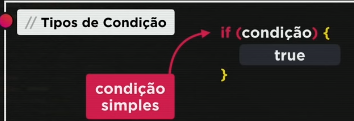 // Tipos de Condição
if (condição) {
true
}
condição
simples